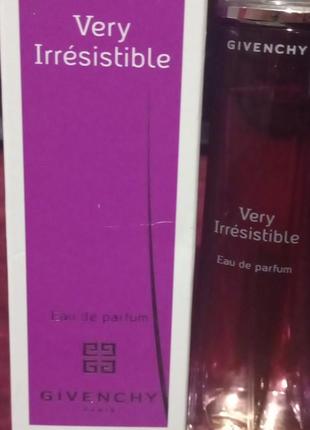 Very
Irrésistible
Eau de parfum
GIVENCHY
PARIS
GIVENCHY
Very
Irrésistible
Eau de parfum